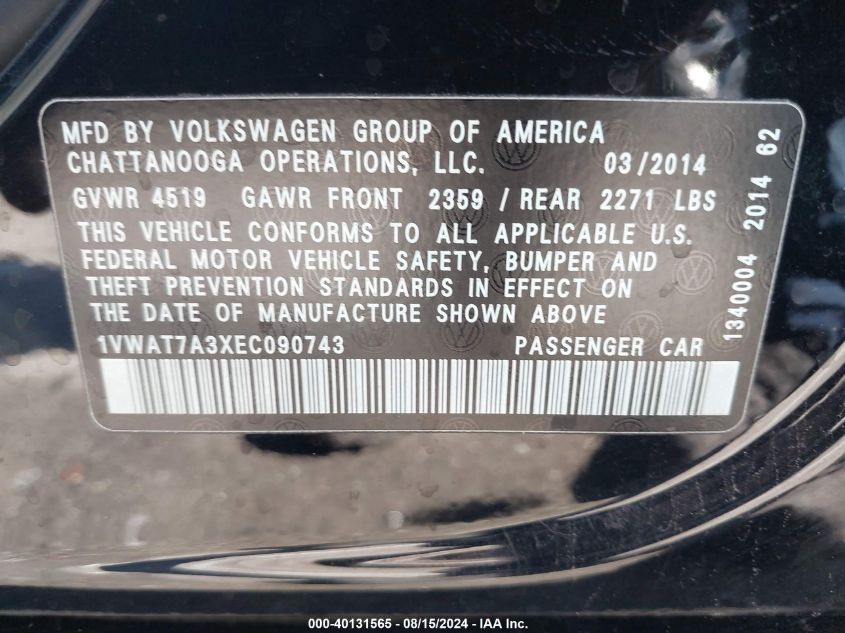 MFD BY VOLKSWAGEN GROUP OF AMERICA
CHATTANOOGA OPERATIONS, LLC. 03/2014
GVWR 4519 GAWR FRONT 2359 / REAR 2271 LBS
THIS VEHICLE CONFORMS TO ALL APPLICABLE U.S.
FEDERAL MOTOR VEHICLE SAFETY, BUMPER AND
THEFT PREVENTION STANDARDS IN EFFECT ON
THE DATE OF MANUFACTURE SHOWN ABOVE
1VWAT7A3XEC090743 PASSENGER CAR
1340004 2014 62
000-40131565 - 08/15/2024 - IAA Inc.